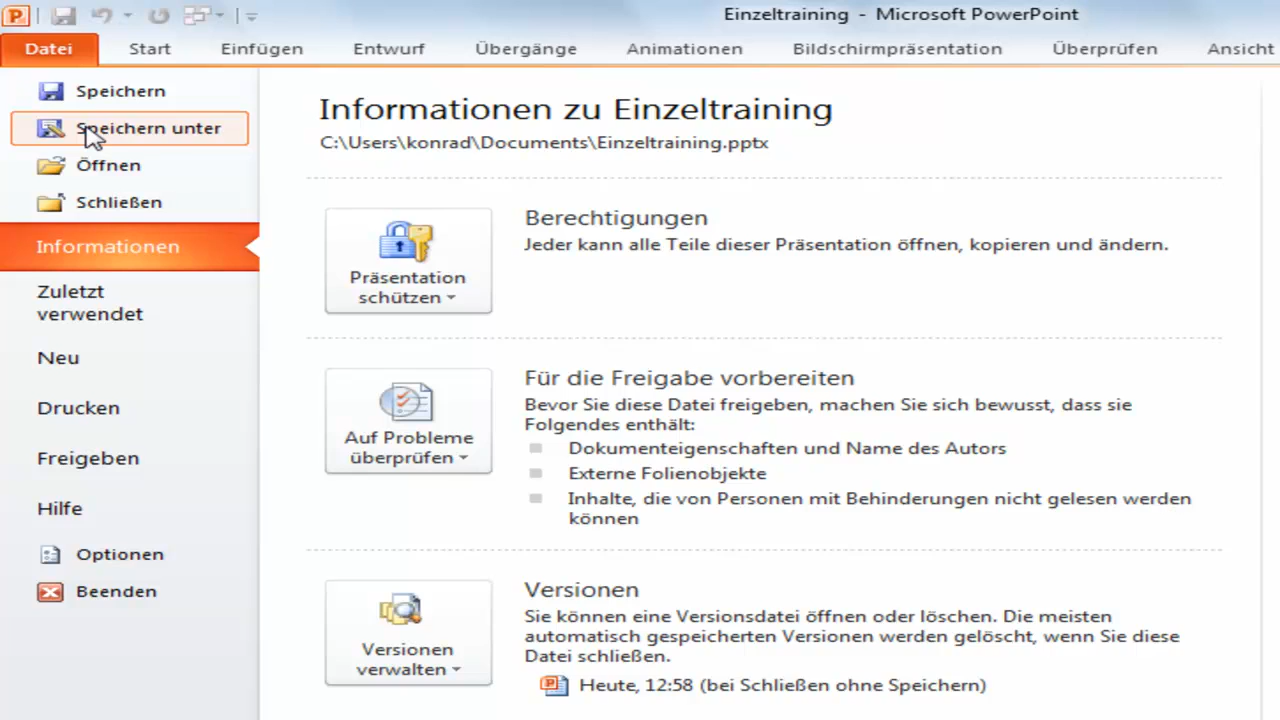 Einzeltraining - Microsoft PowerPoint
Datei Start Einfügen Entwurf Übergänge Animationen Bildschirmpräsentation Überprüfen Ansicht
Speichern
Speichern unter
Öffnen
Schließen
Informationen
Zuletzt
verwendet
Neu
Drucken
Freigeben
Hilfe
Optionen
Beenden
Informationen zu Einzeltraining
C:\Users\konrad\Documents\Einzeltraining.pptx
Präsentation
schützen
Berechtigungen
Jeder kann alle Teile dieser Präsentation öffnen, kopieren und ändern.
Auf Probleme
überprüfen
Für die Freigabe vorbereiten
Bevor Sie diese Datei freigeben, machen Sie sich bewusst, dass sie
Folgendes enthält:
Dokumenteigenschaften und Name des Autors
Externe Folienobjekte
Inhalte, die von Personen mit Behinderungen nicht gelesen werden
können
Versionen
verwalten
Versionen
Sie können eine Versionsdatei öffnen oder löschen. Die meisten
automatisch gespeicherten Versionen werden gelöscht, wenn Sie diese
Datei schließen.
Heute, 12:58 (bei Schließen ohne Speichern)